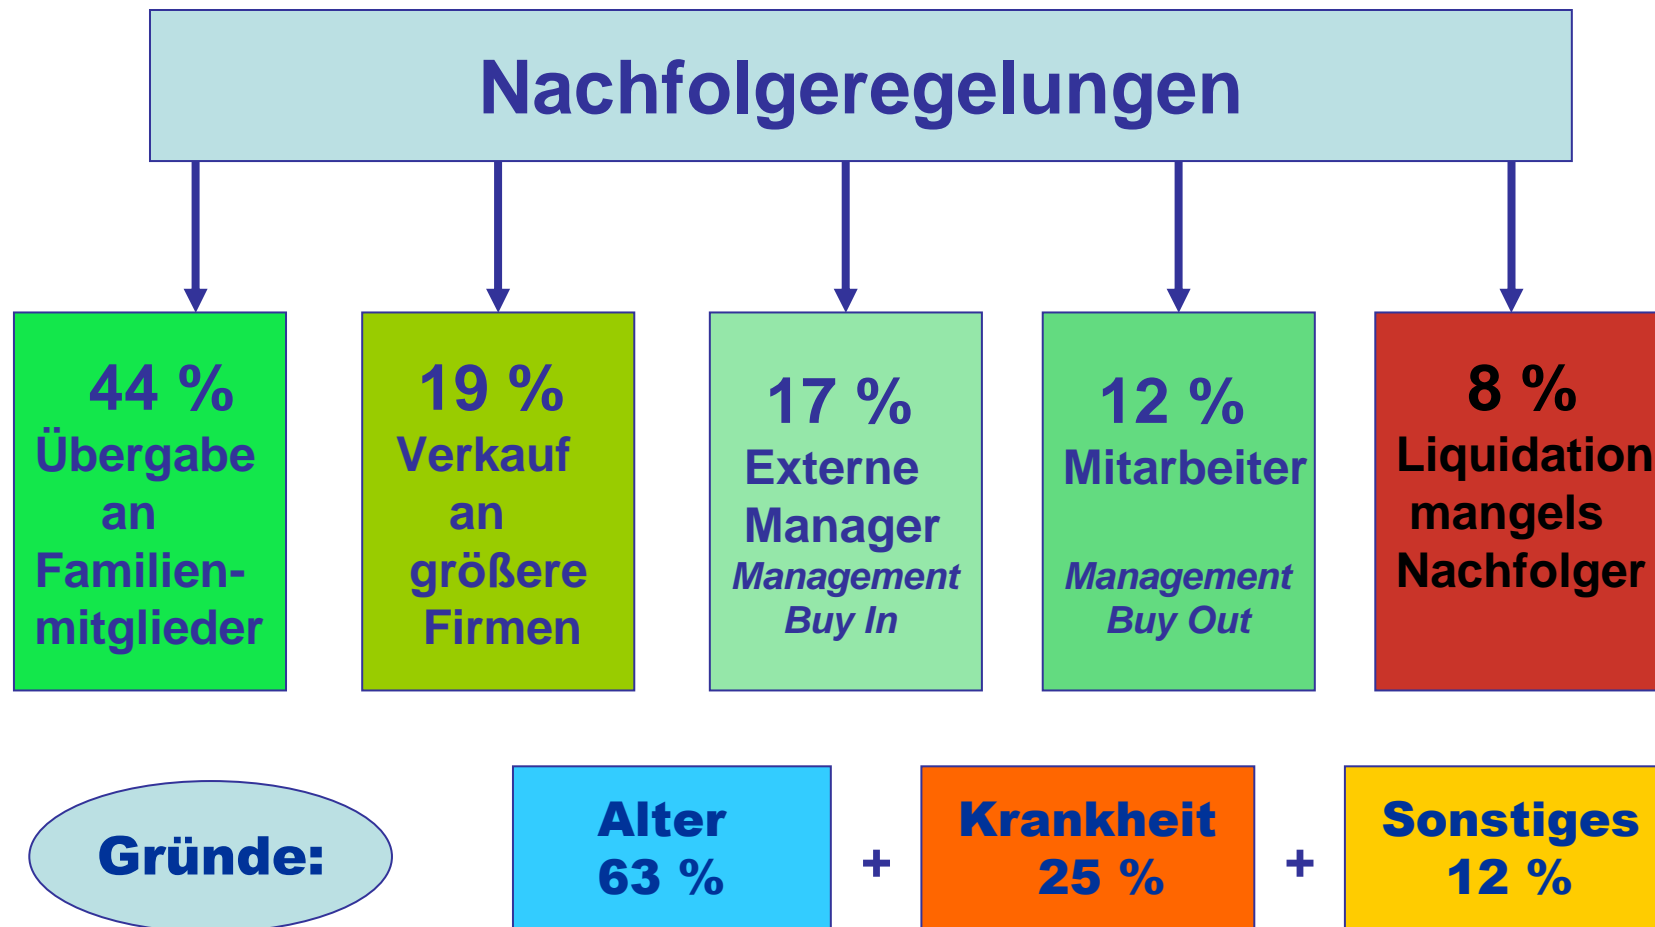 Nachfolgeregelungen
44 %
Übergabe
an
Familien-
mitglieder
19 %
Verkauf
an
größere
Firmen
17 %
Externe
Manager
Management
Buy In
12 %
Mitarbeiter
Management
Buy Out
8 %
Liquidation
mangels
Nachfolger
Gründe:
Alter
63 %
+
Krankheit
25 %
+
Sonstiges
12 %